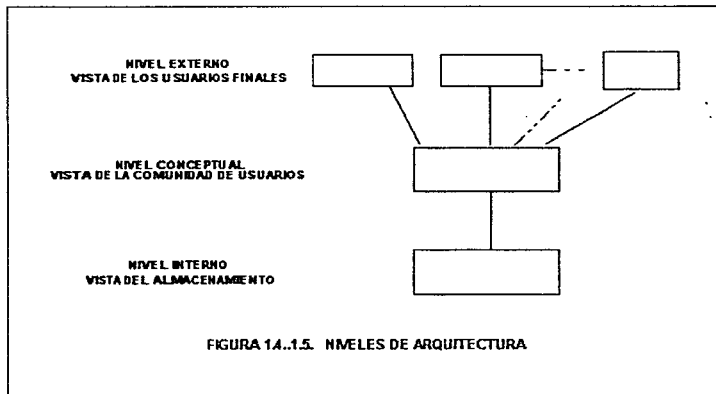 NIVEL EXTERNO
VISTA DE LOS USUARIOS FINALES
NIVEL CONCEPTUAL
VISTA DE LA COMUNIDAD DE USUARIOS
NIVEL INTERNO
VISTA DEL ALMACENAMIENTO
FIGURA 1.4..1.5. NIVELES DE ARQUITECTURA